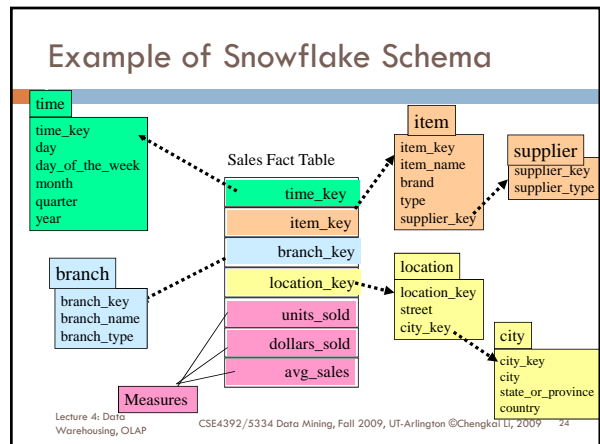 Example of Snowflake Schema
time
time_key
day
day_of_the_week
month
quarter
year
item
item_key
item_name
brand
type
supplier_key
supplier
supplier_key
supplier_type
Sales Fact Table
time_key
item_key
branch_key
location_key
units_sold
dollars_sold
avg_sales
branch
branch_key
branch_name
branch_type
location
location_key
street
city_key
city
city_key
city
state_or_province
country
Measures
Lecture 4: Data
Warehousing, OLAP
CSE4392/5334 Data Mining, Fall 2009, UT-Arlington ©Chengkai Li, 2009
24